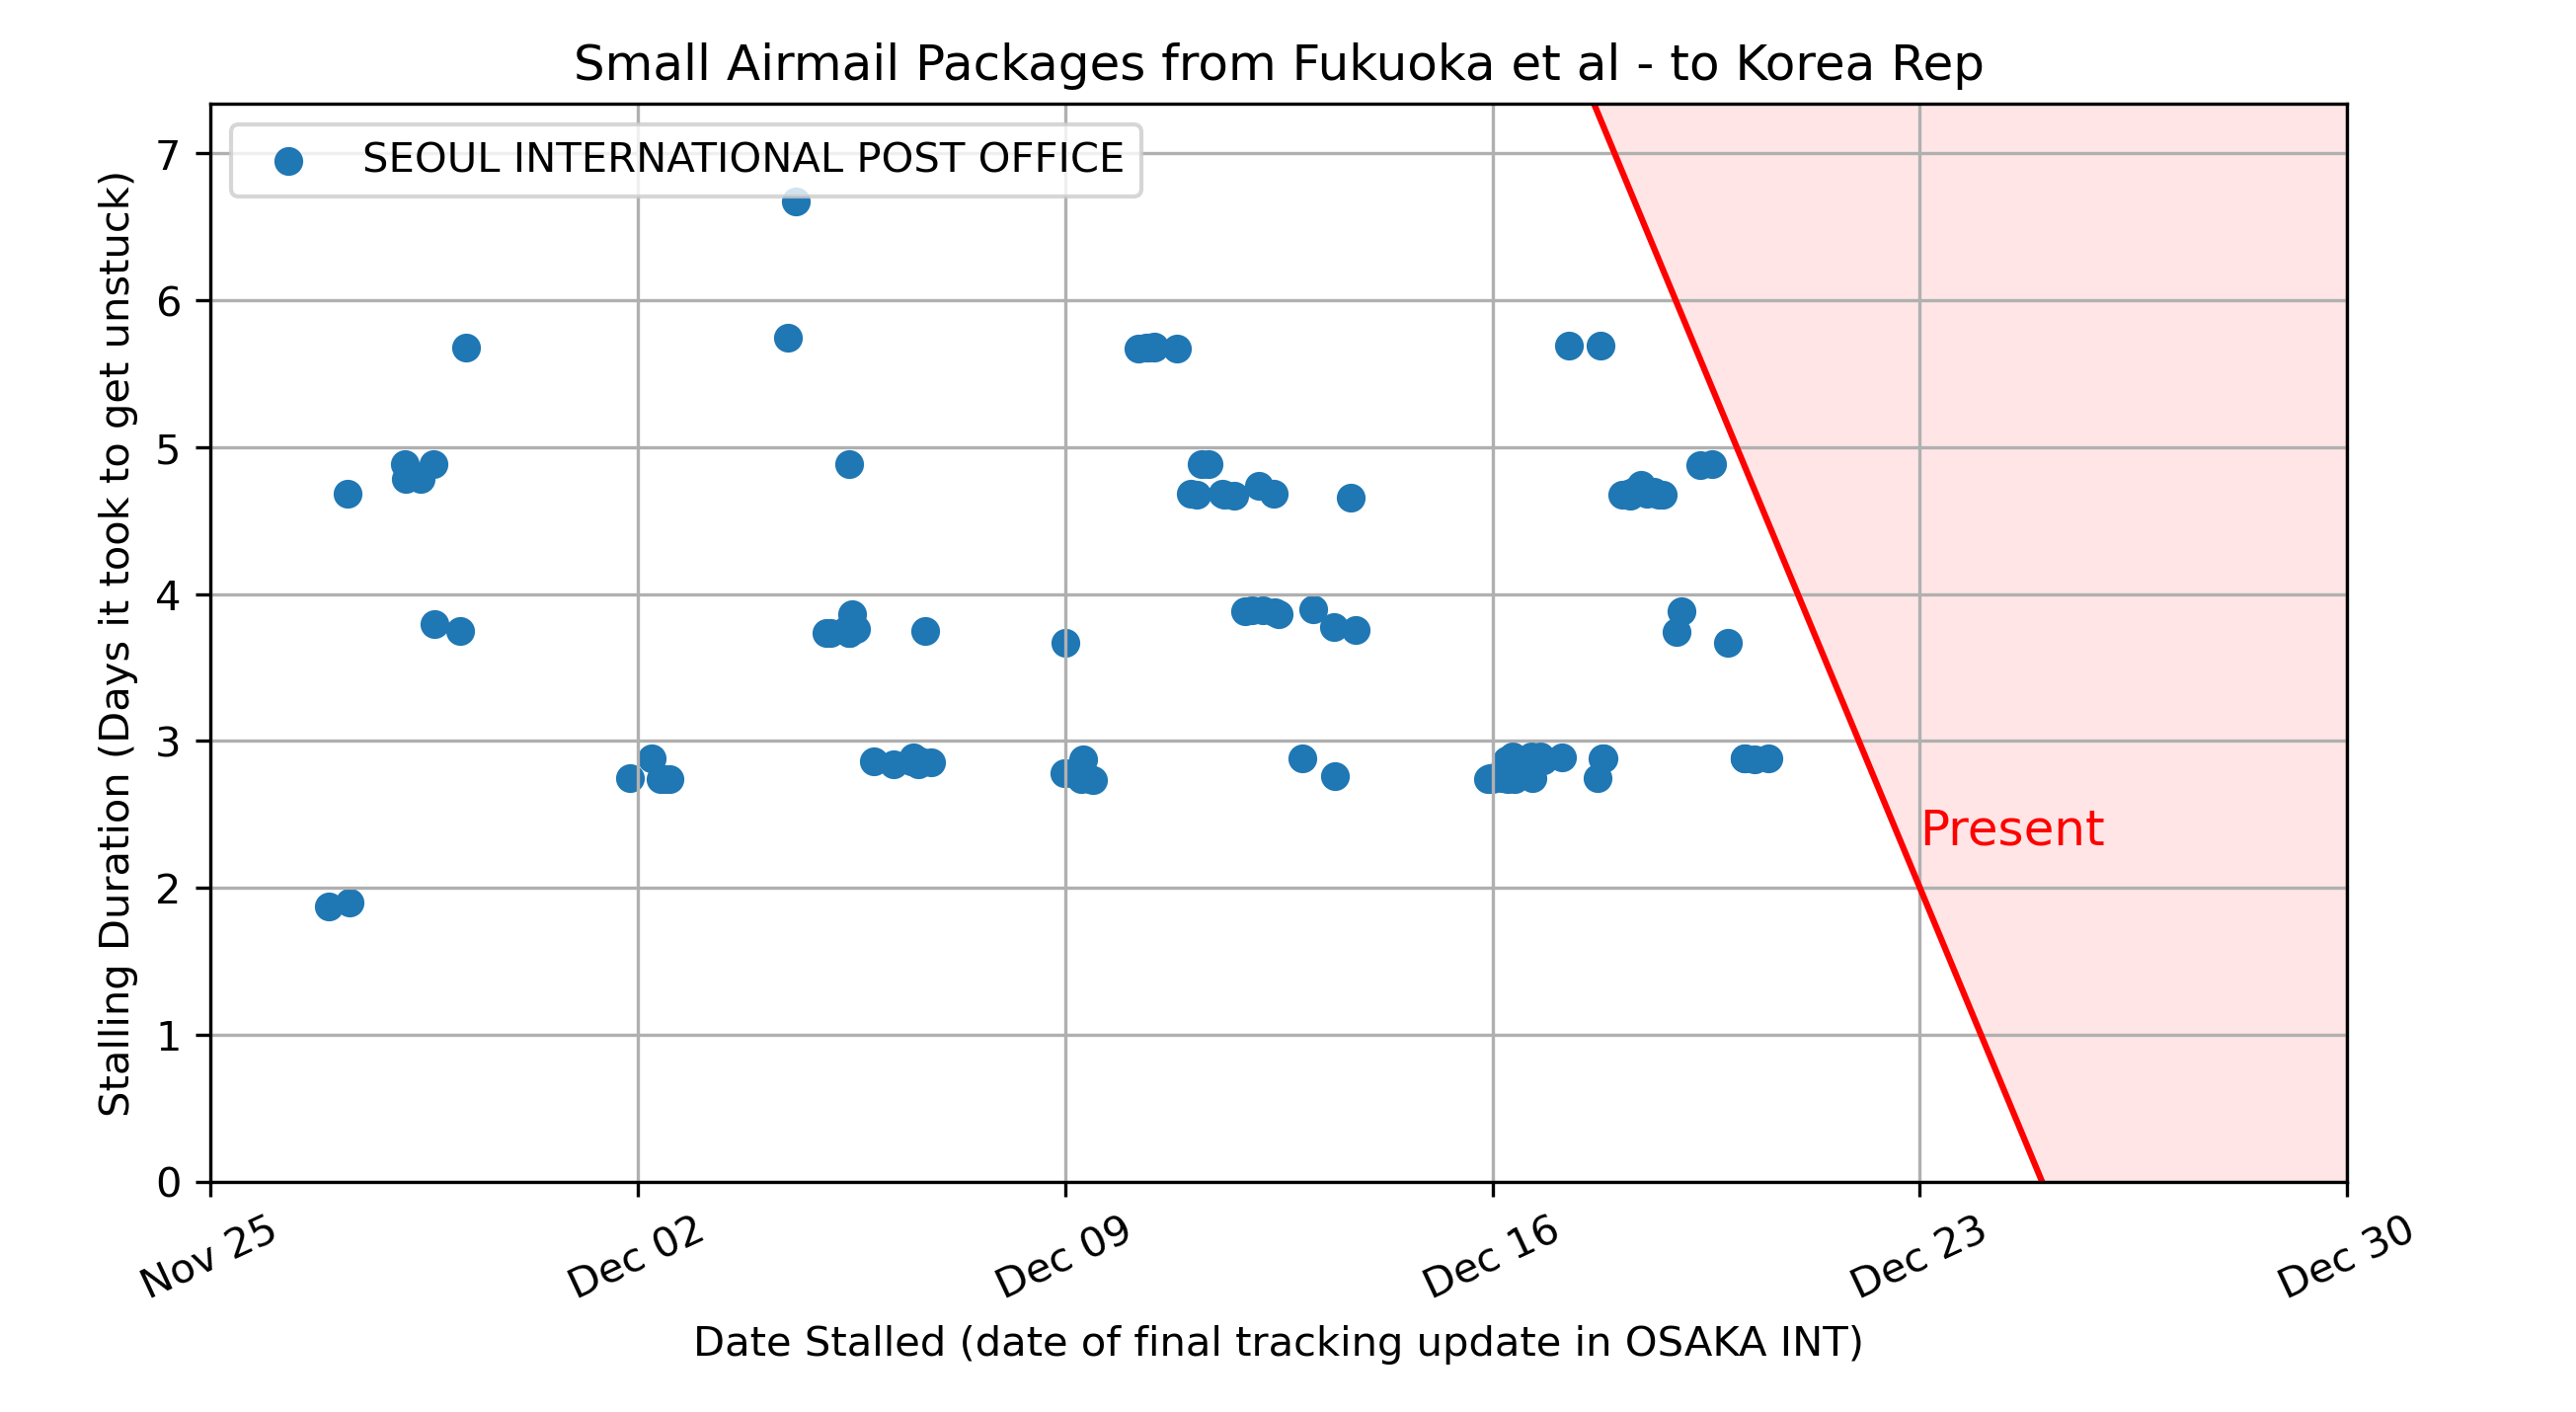 Small Airmail Packages from Fukuoka et al - to Korea Rep
SEOUL INTERNATIONAL POST OFFICE
Stalling Duration (Days it took to get unstuck)
7
6
5
4
3
2
1
0
Present
Nov 25
Dec 02
Dec 09
Dec 16
Dec 23
Dec 30
Date Stalled (date of final tracking update in OSAKA INT)